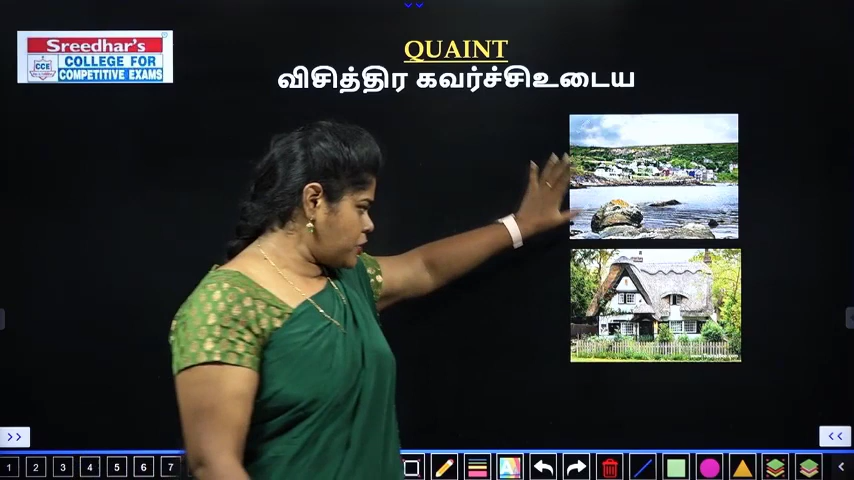 Sreedhar's
CCE
COLLEGE FOR
COMPETITIVE EXAMS
QUAINT
விசித்திர கவர்ச்சிஉடைய
>>
<<
1 2 3 4 5 6 7